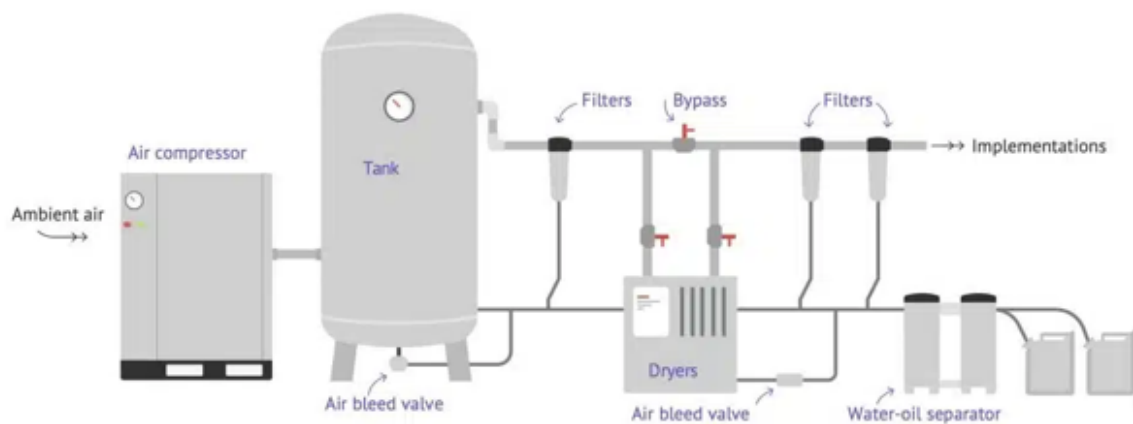 Filters
Bypass
Filters
Air compressor
Implementations
Tank
Ambient air
Dryers
Air bleed valve
Air bleed valve
Water-oil separator